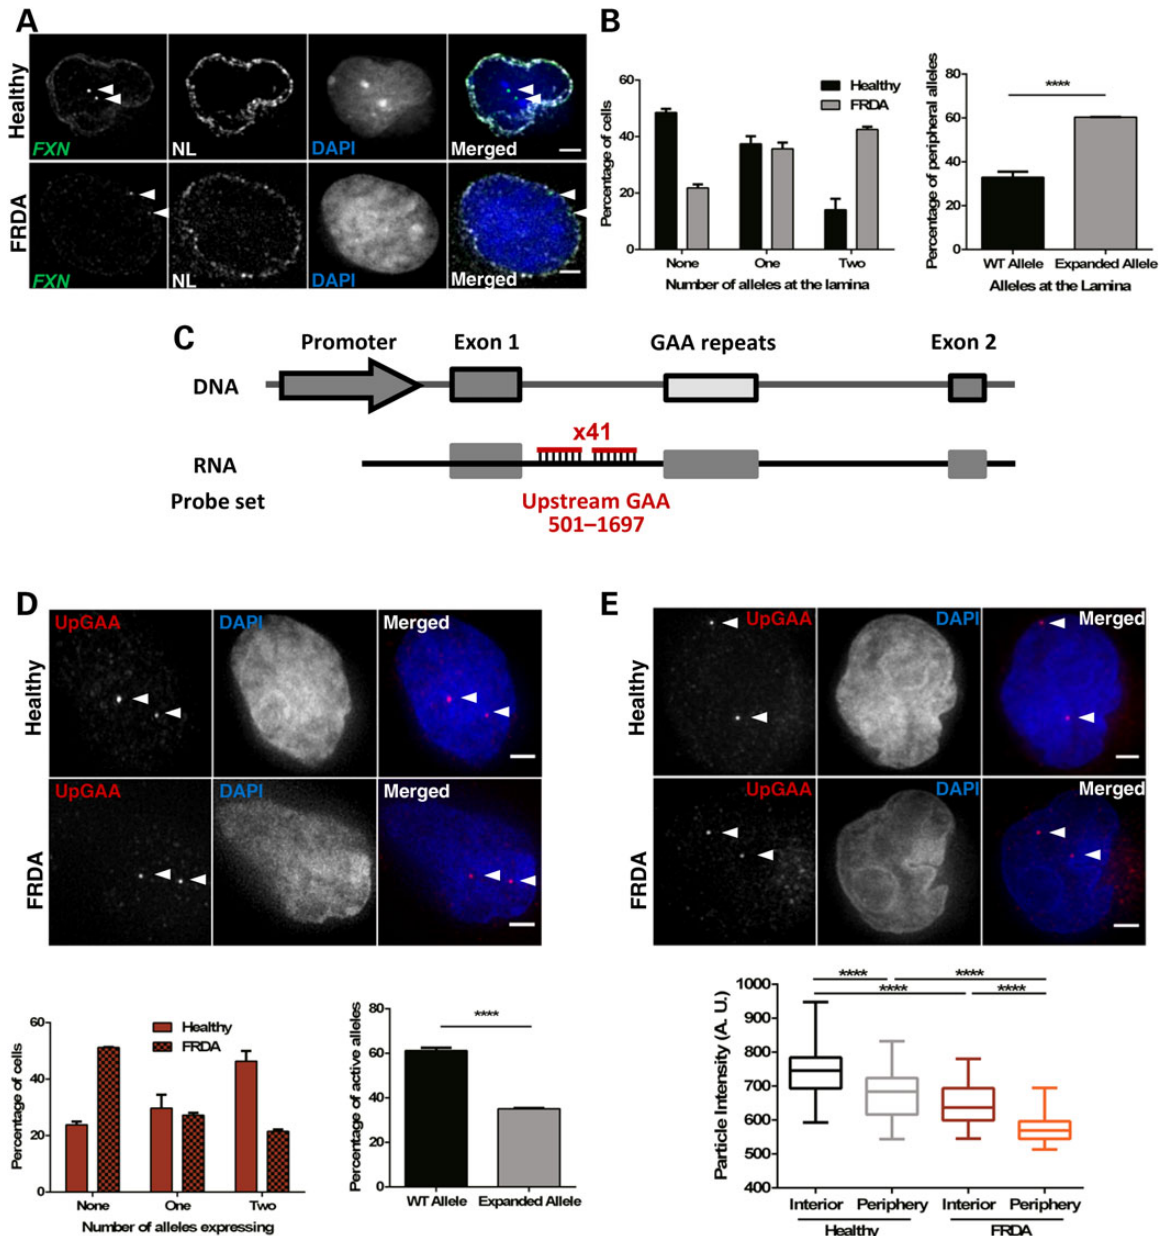 A
Healthy
FXN
NL
DAPI
Merged
FRDA
FXN
NL
DAPI
Merged
B
Percentage of cells
60
40
20
0
Healthy
FRDA
None
One
Two
Number of alleles at the lamina
Percentage of peripheral alleles
80
60
40
20
0
****
WT Allele
Expanded Allele
Alleles at the Lamina
C
Promoter
Exon 1
GAA repeats
Exon 2
DNA
x41
RNA
Probe set
Upstream GAA
501–1697
D
Healthy
UpGAA
DAPI
Merged
FRDA
UpGAA
DAPI
Merged
Percentage of cells
60
40
20
0
Healthy
FRDA
None
One
Two
Number of alleles expressing
Percentage of active alleles
80
60
40
20
0
****
WT Allele
Expanded Allele
E
Healthy
UpGAA
DAPI
Merged
FRDA
UpGAA
DAPI
Merged
Particle Intensity (A. U.)
1000
900
800
700
600
500
400
**** ****
**** ****
Interior Periphery Interior Periphery
Healthy FRDA